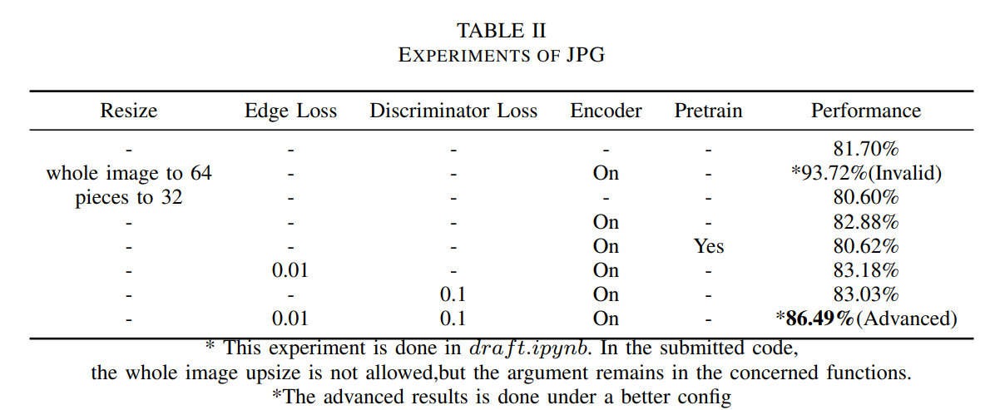 TABLE II
EXPERIMENTS OF JPG
Resize Edge Loss Discriminator Loss Encoder Pretrain Performance
- - - - - 81.70%
whole image to 64 - - On - *93.72%(Invalid)
pieces to 32 - - - - 80.60%
- - - On - 82.88%
- - - On Yes 80.62%
- 0.01 - On - 83.18%
- - 0.1 On - 83.03%
- 0.01 0.1 On - *86.49%(Advanced)
* This experiment is done in draft.ipynb. In the submitted code,
the whole image upsize is not allowed,but the argument remains in the concerned functions.
*The advanced results is done under a better config